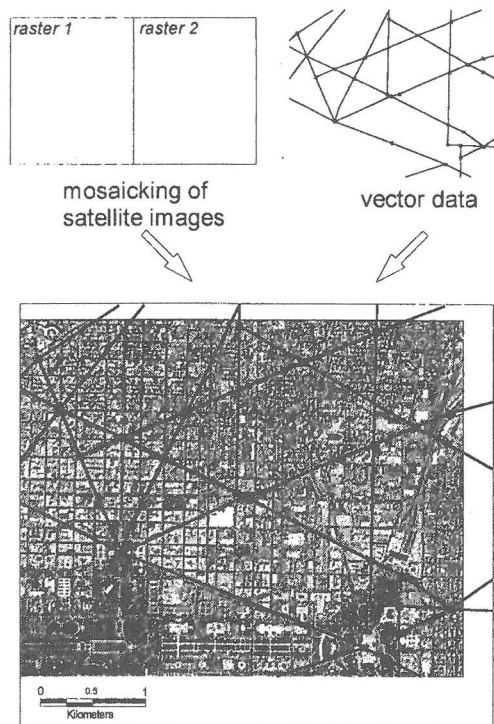 raster 1 raster 2
mosaicking of
satellite images
vector data
0 0.5 1
Kilometers